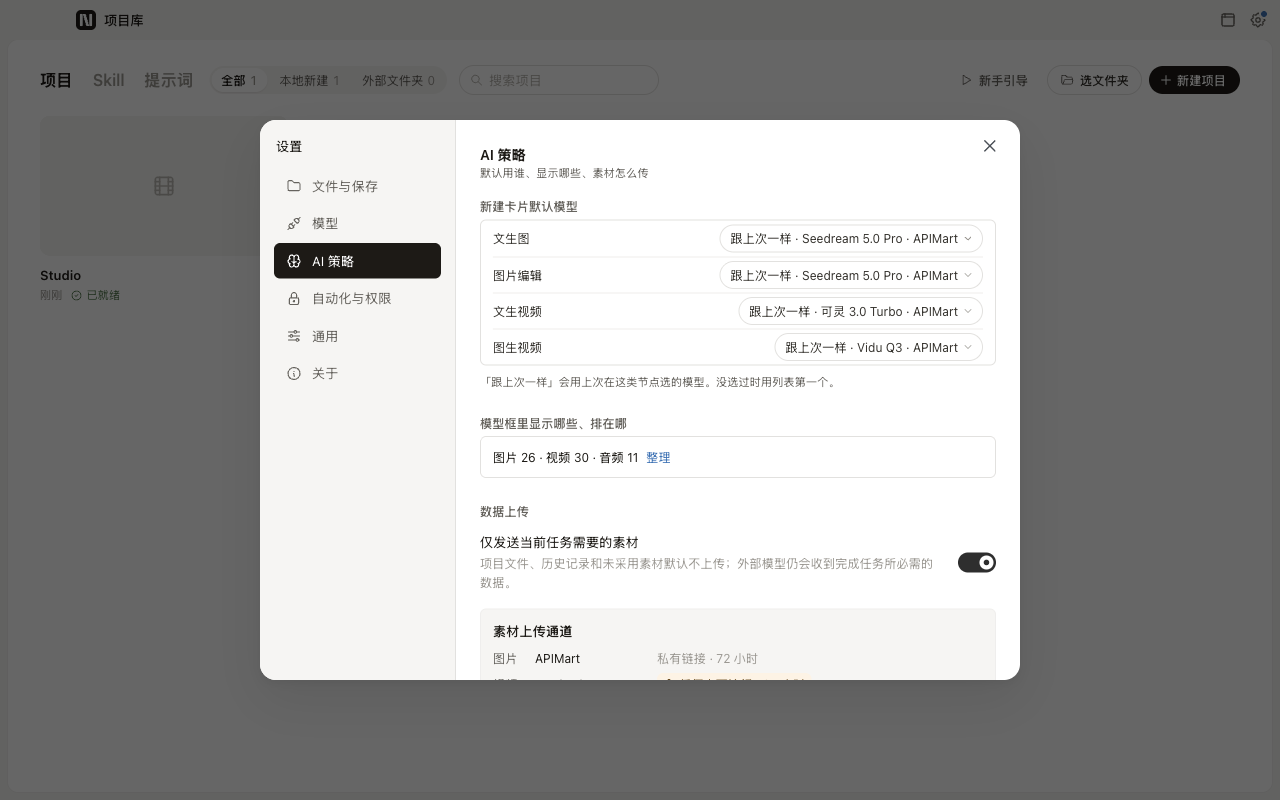 项目库
项目
Skill
提示词
全部 1
本地新建 1
外部文件夹 0
搜索项目
新手引导
选文件夹
新建项目
Studio
刚刚
已就绪
设置
文件与保存
模型
AI 策略
自动化与权限
通用
关于
AI 策略
默认用谁、显示哪些、素材怎么传
新建卡片默认模型
文生图
跟上次一样 · Seedream 5.0 Pro · APIMart
图片编辑
跟上次一样 · Seedream 5.0 Pro · APIMart
文生视频
跟上次一样 · 可灵 3.0 Turbo · APIMart
图生视频
跟上次一样 · Vidu Q3 · APIMart
「跟上次一样」会用上次在这类节点选的模型。没选过时用列表第一个。
模型框里显示哪些、排在哪
图片 26 · 视频 30 · 音频 11 整理
数据上传
仅发送当前任务需要的素材
项目文件、历史记录和未采用素材默认不上传；外部模型仍会收到完成任务所必需的
数据。
素材上传通道
图片 APIMart 私有链接 · 72 小时